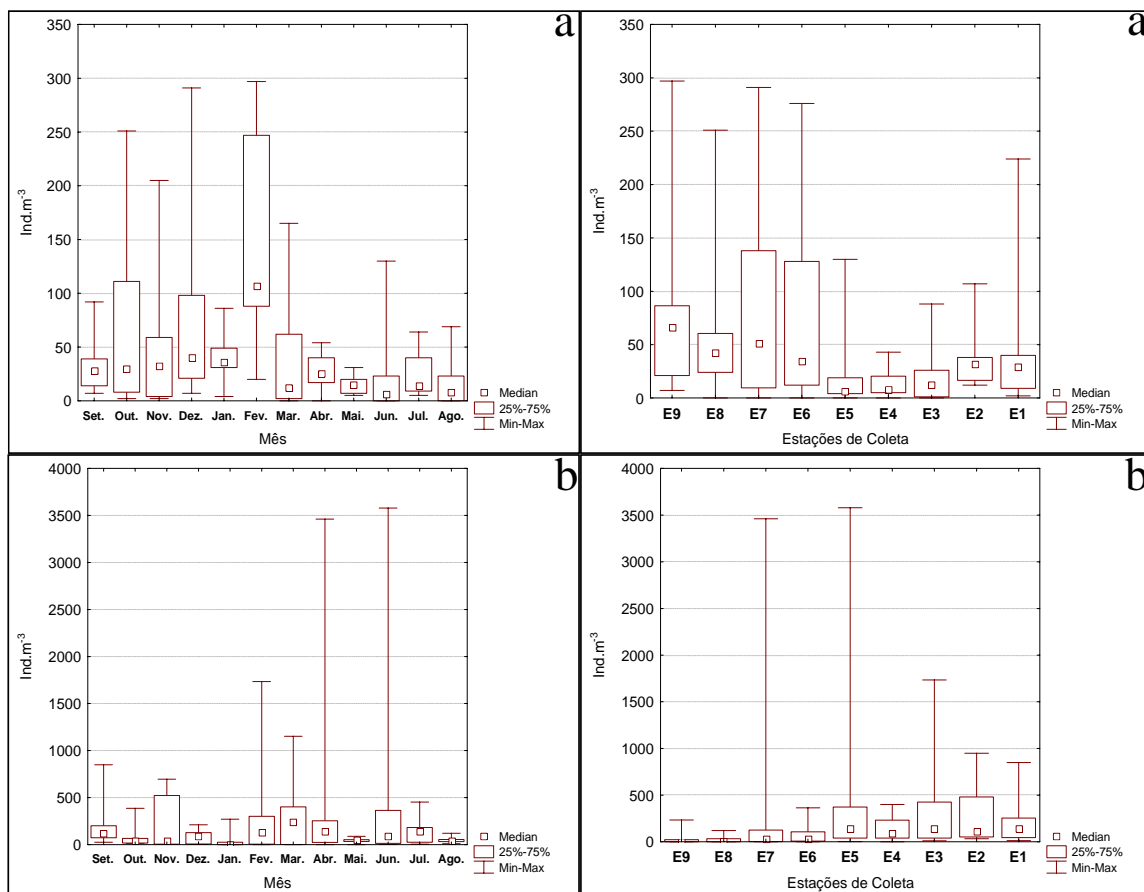 a
350
300
250
200
150
100
50
0
Ind.m-3
Set. Out. Nov. Dez. Jan. Fev. Mar. Abr. Mai. Jun. Jul. Ago.
Mês
Median
25%-75%
Min-Max
a
350
300
250
200
150
100
50
0
Ind.m-3
E9 E8 E7 E6 E5 E4 E3 E2 E1
Estações de Coleta
Median
25%-75%
Min-Max
b
4000
3500
3000
2500
2000
1500
1000
500
0
Ind.m-3
Set. Out. Nov. Dez. Jan. Fev. Mar. Abr. Mai. Jun. Jul. Ago.
Mês
Median
25%-75%
Min-Max
b
4000
3500
3000
2500
2000
1500
1000
500
0
Ind.m-3
E9 E8 E7 E6 E5 E4 E3 E2 E1
Estações de Coleta
Median
25%-75%
Min-Max